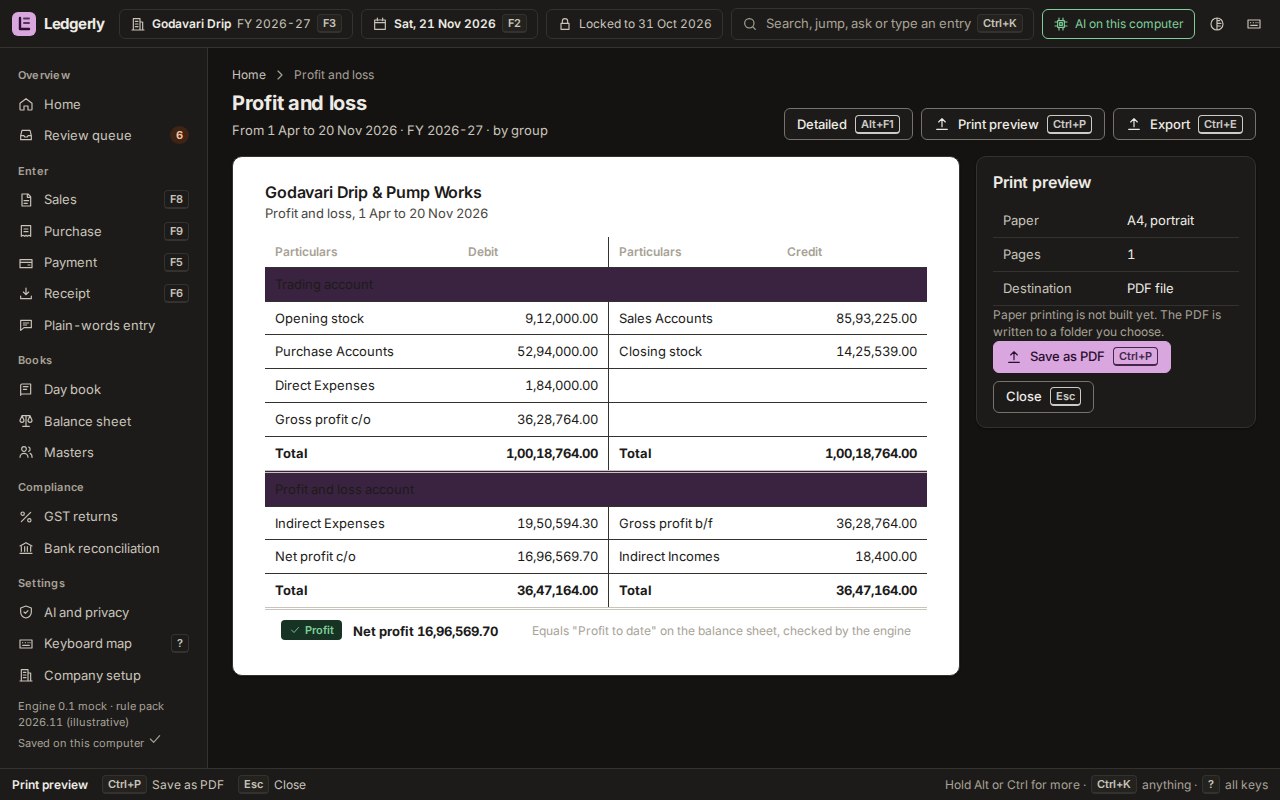 Ledgerly
Godavari Drip FY 2026-27 F3
Sat, 21 Nov 2026 F2
Locked to 31 Oct 2026
Search, jump, ask or type an entry Ctrl+K
AI on this computer
Overview
Home
Review queue 6
Enter
Sales F8
Purchase F9
Payment F5
Receipt F6
Plain-words entry
Books
Day book
Balance sheet
Masters
Compliance
GST returns
Bank reconciliation
Settings
AI and privacy
Keyboard map ?
Company setup
Engine 0.1 mock · rule pack
2026.11 (illustrative)
Saved on this computer
Home > Profit and loss
Profit and loss
From 1 Apr to 20 Nov 2026 · FY 2026-27 · by group
Detailed Alt+F1
Print preview Ctrl+P
Export Ctrl+E
Godavari Drip & Pump Works
Profit and loss, 1 Apr to 20 Nov 2026
Particulars Debit Particulars Credit
Trading account
Opening stock 9,12,000.00 Sales Accounts 85,93,225.00
Purchase Accounts 52,94,000.00 Closing stock 14,25,539.00
Direct Expenses 1,84,000.00
Gross profit c/o 36,28,764.00
Total 1,00,18,764.00 Total 1,00,18,764.00
Profit and loss account
Indirect Expenses 19,50,594.30 Gross profit b/f 36,28,764.00
Net profit c/o 16,96,569.70 Indirect Incomes 18,400.00
Total 36,47,164.00 Total 36,47,164.00
Profit Net profit 16,96,569.70 Equals "Profit to date" on the balance sheet, checked by the engine
Print preview
Paper A4, portrait
Pages 1
Destination PDF file
Paper printing is not built yet. The PDF is
written to a folder you choose.
Save as PDF Ctrl+P
Close Esc
Print preview Ctrl+P Save as PDF Esc Close
Hold Alt or Ctrl for more · Ctrl+K anything · ? all keys